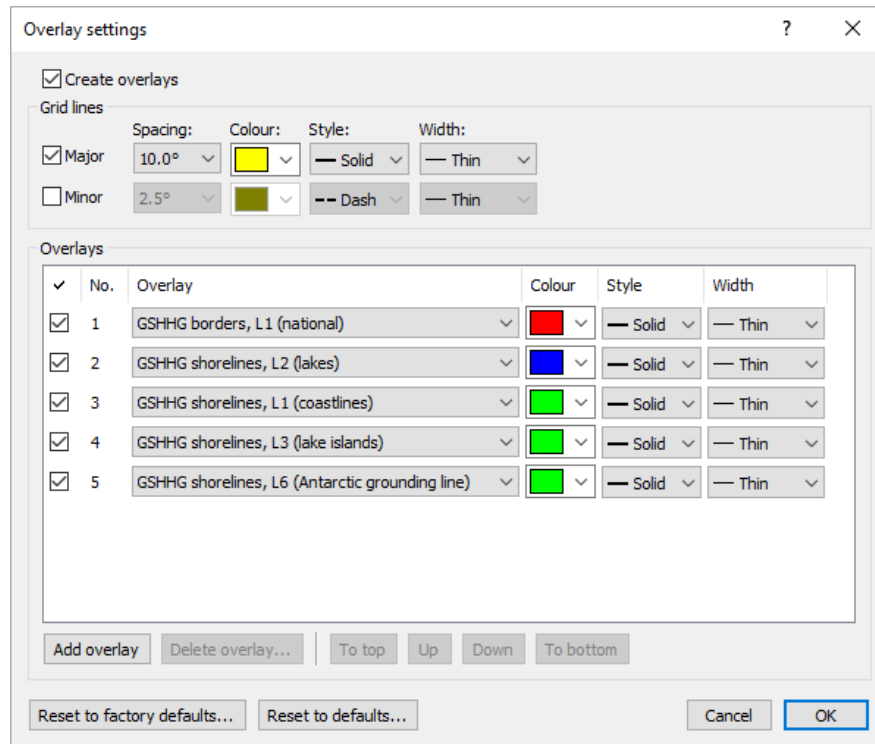 Overlay settings ?
Create overlays
Grid lines
Spacing: Colour: Style: Width:
Major 10.0° Solid Thin
Minor 2.5° Dash Thin
Overlays
No. Overlay Colour Style Width
1 GSHHG borders, L1 (national) Solid Thin
2 GSHHG shorelines, L2 (lakes) Solid Thin
3 GSHHG shorelines, L1 (coastlines) Solid Thin
4 GSHHG shorelines, L3 (lake islands) Solid Thin
5 GSHHG shorelines, L6 (Antarctic grounding line) Solid Thin
Add overlay Delete overlay... To top Up Down To bottom
Reset to factory defaults... Reset to defaults... Cancel OK